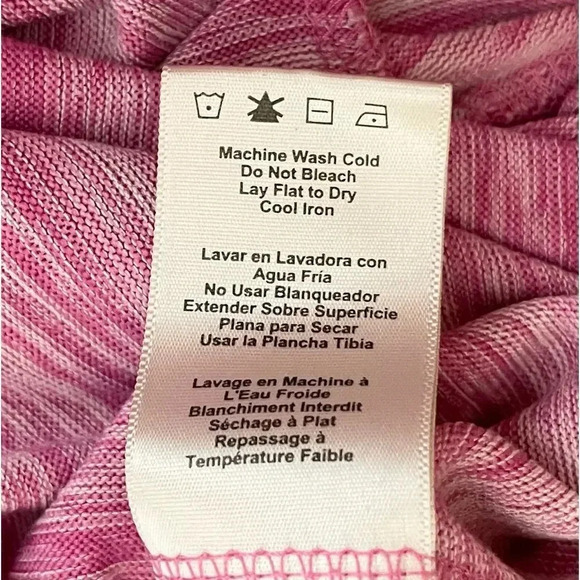 Machine Wash Cold
Do Not Bleach
Lay Flat to Dry
Cool Iron
Lavar en Lavadora con
Agua Fría
No Usar Blanqueador
Extender Sobre Superficie
Plana para Secar
Usar la Plancha Tibia
Lavage en Machine à
L'Eau Froide
Blanchiment Interdit
Séchage à Plat
Repassage à
Température Faible